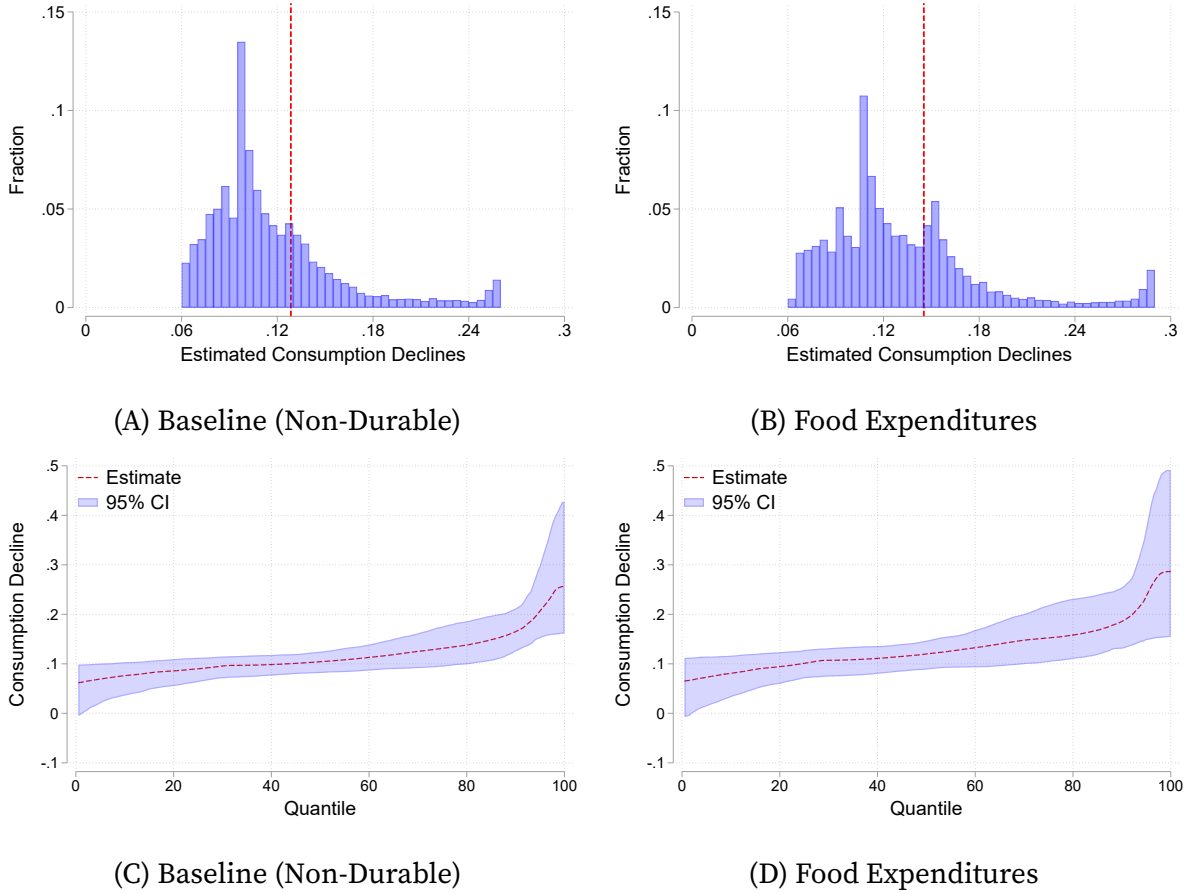 .15
.1
.05
0
Fraction
0 .06 .12 .18 .24 .3
Estimated Consumption Declines
(A) Baseline (Non-Durable)
.15
.1
.05
0
Fraction
0 .06 .12 .18 .24 .3
Estimated Consumption Declines
(B) Food Expenditures
.5
.4
.3
.2
.1
0
-.1
Consumption Decline
Estimate
95% CI
0 20 40 60 80 100
Quantile
(C) Baseline (Non-Durable)
.5
.4
.3
.2
.1
0
-.1
Consumption Decline
Estimate
95% CI
0 20 40 60 80 100
Quantile
(D) Food Expenditures